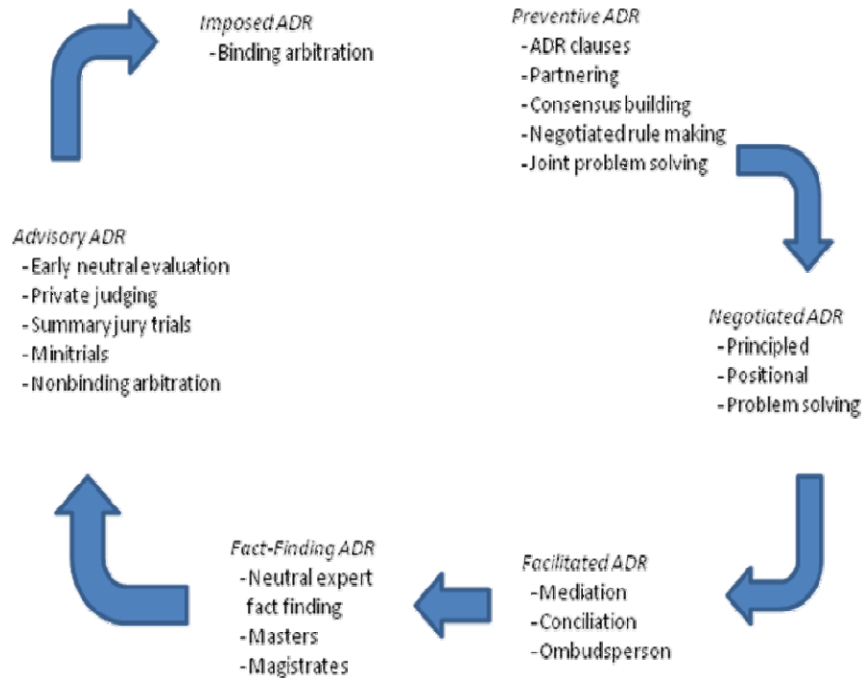 Imposed ADR
-Binding arbitration
Preventive ADR
-ADR clauses
-Partnering
-Consensus building
-Negotiated rule making
-Joint problem solving
Negotiated ADR
-Principled
-Positional
-Problem solving
Facilitated ADR
-Mediation
-Conciliation
-Ombudsperson
Fact-Finding ADR
-Neutral expert
fact finding
-Masters
-Magistrates
Advisory ADR
-Early neutral evaluation
-Private judging
-Summary jury trials
-Minitrials
-Nonbinding arbitration